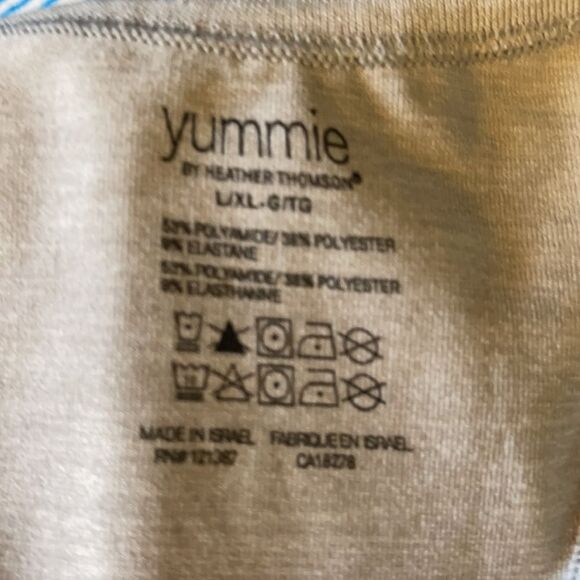 yummie
BY HEATHER THOMSON®
L/XL-G/TG
53% POLYAMIDE/ 38% POLYESTER
9% ELASTANE
53% POLYAMIDE/ 38% POLYESTER
9% ELASTHANNE
MADE IN ISRAEL FABRIQUE EN ISRAEL
RN# 121387 CA18278